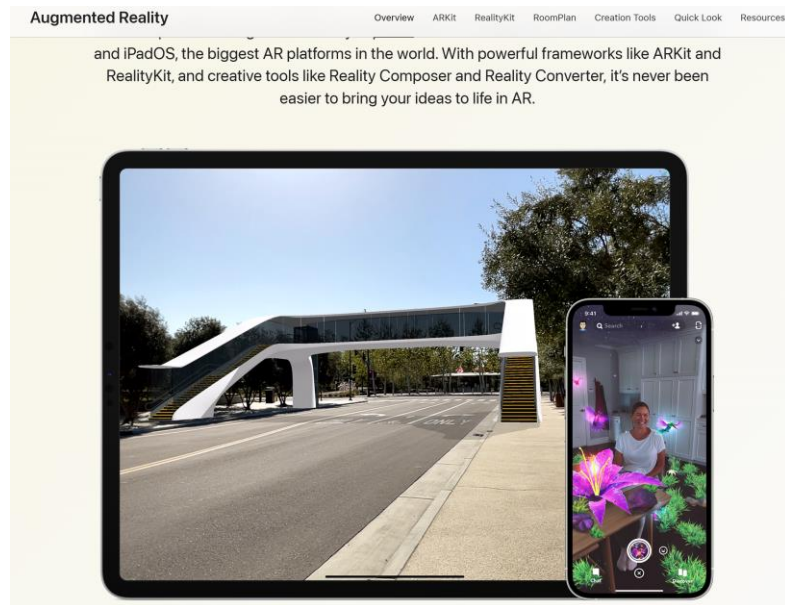 Augmented Reality
Overview ARKit RealityKit RoomPlan Creation Tools Quick Look Resources
and iPadOS, the biggest AR platforms in the world. With powerful frameworks like ARKit and
RealityKit, and creative tools like Reality Composer and Reality Converter, it's never been
easier to bring your ideas to life in AR.
9:41
Search
ONLY
Chat